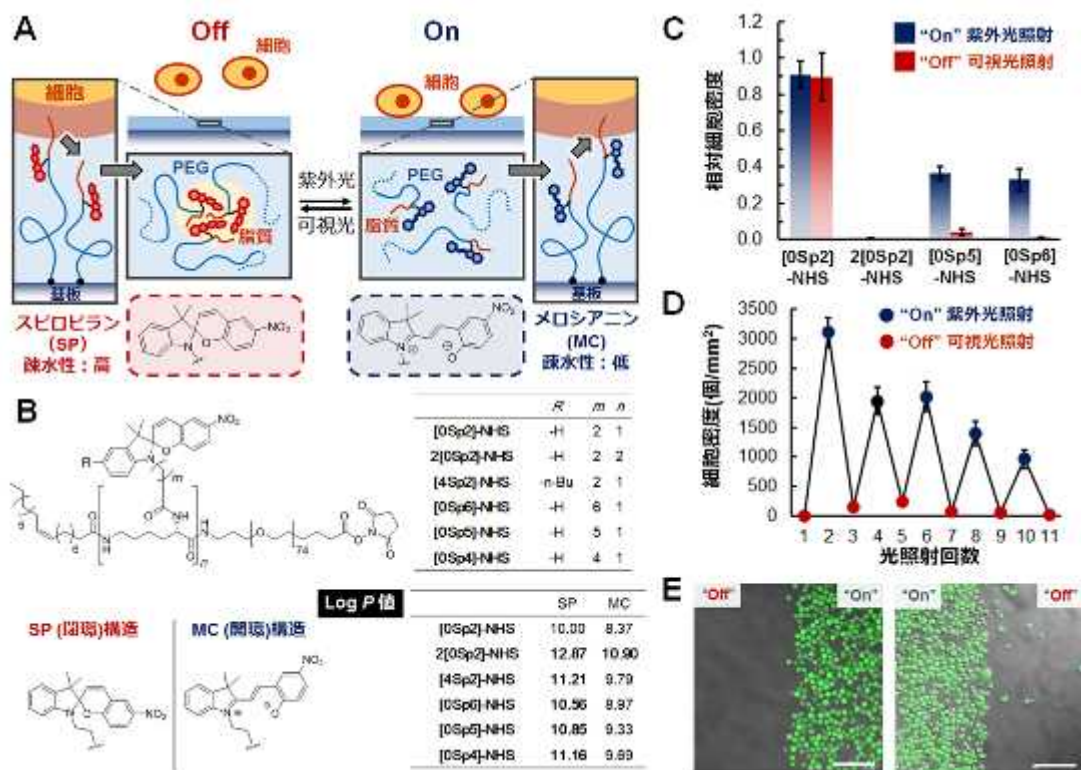 A
Off
On
細胞
細胞
細胞
PEG
脂質
基板
紫外光
可視光
PEG
脂質
基板
スピロピラン
(SP)
疎水性：高
NO₂
NO₂
メロシアニン
(MC)
疎水性：低
B
NO₂
R
m
n
74
R m n
[0Sp2]-NHS -H 2 1
2[0Sp2]-NHS -H 2 2
[4Sp2]-NHS -n-Bu 2 1
[0Sp6]-NHS -H 6 1
[0Sp5]-NHS -H 5 1
[0Sp4]-NHS -H 4 1
Log P 値
SP (閉環)構造
MC (開環)構造
NO₂
NO₂
SP MC
[0Sp2]-NHS 10.00 8.37
2[0Sp2]-NHS 12.87 10.90
[4Sp2]-NHS 11.21 9.79
[0Sp6]-NHS 10.56 8.97
[0Sp5]-NHS 10.85 9.33
[0Sp4]-NHS 11.16 9.69
C
"On" 紫外光照射
"Off" 可視光照射
相対細胞密度
1.2
1.0
0.8
0.6
0.4
0.2
0.0
[0Sp2] 2[0Sp2] [0Sp5] [0Sp6]
-NHS -NHS -NHS -NHS
D
"On" 紫外光照射
"Off" 可視光照射
細胞密度(個/mm²)
3500
3000
2500
2000
1500
1000
500
0
1 2 3 4 5 6 7 8 9 10 11
光照射回数
E
"Off" "On" "On" "Off"